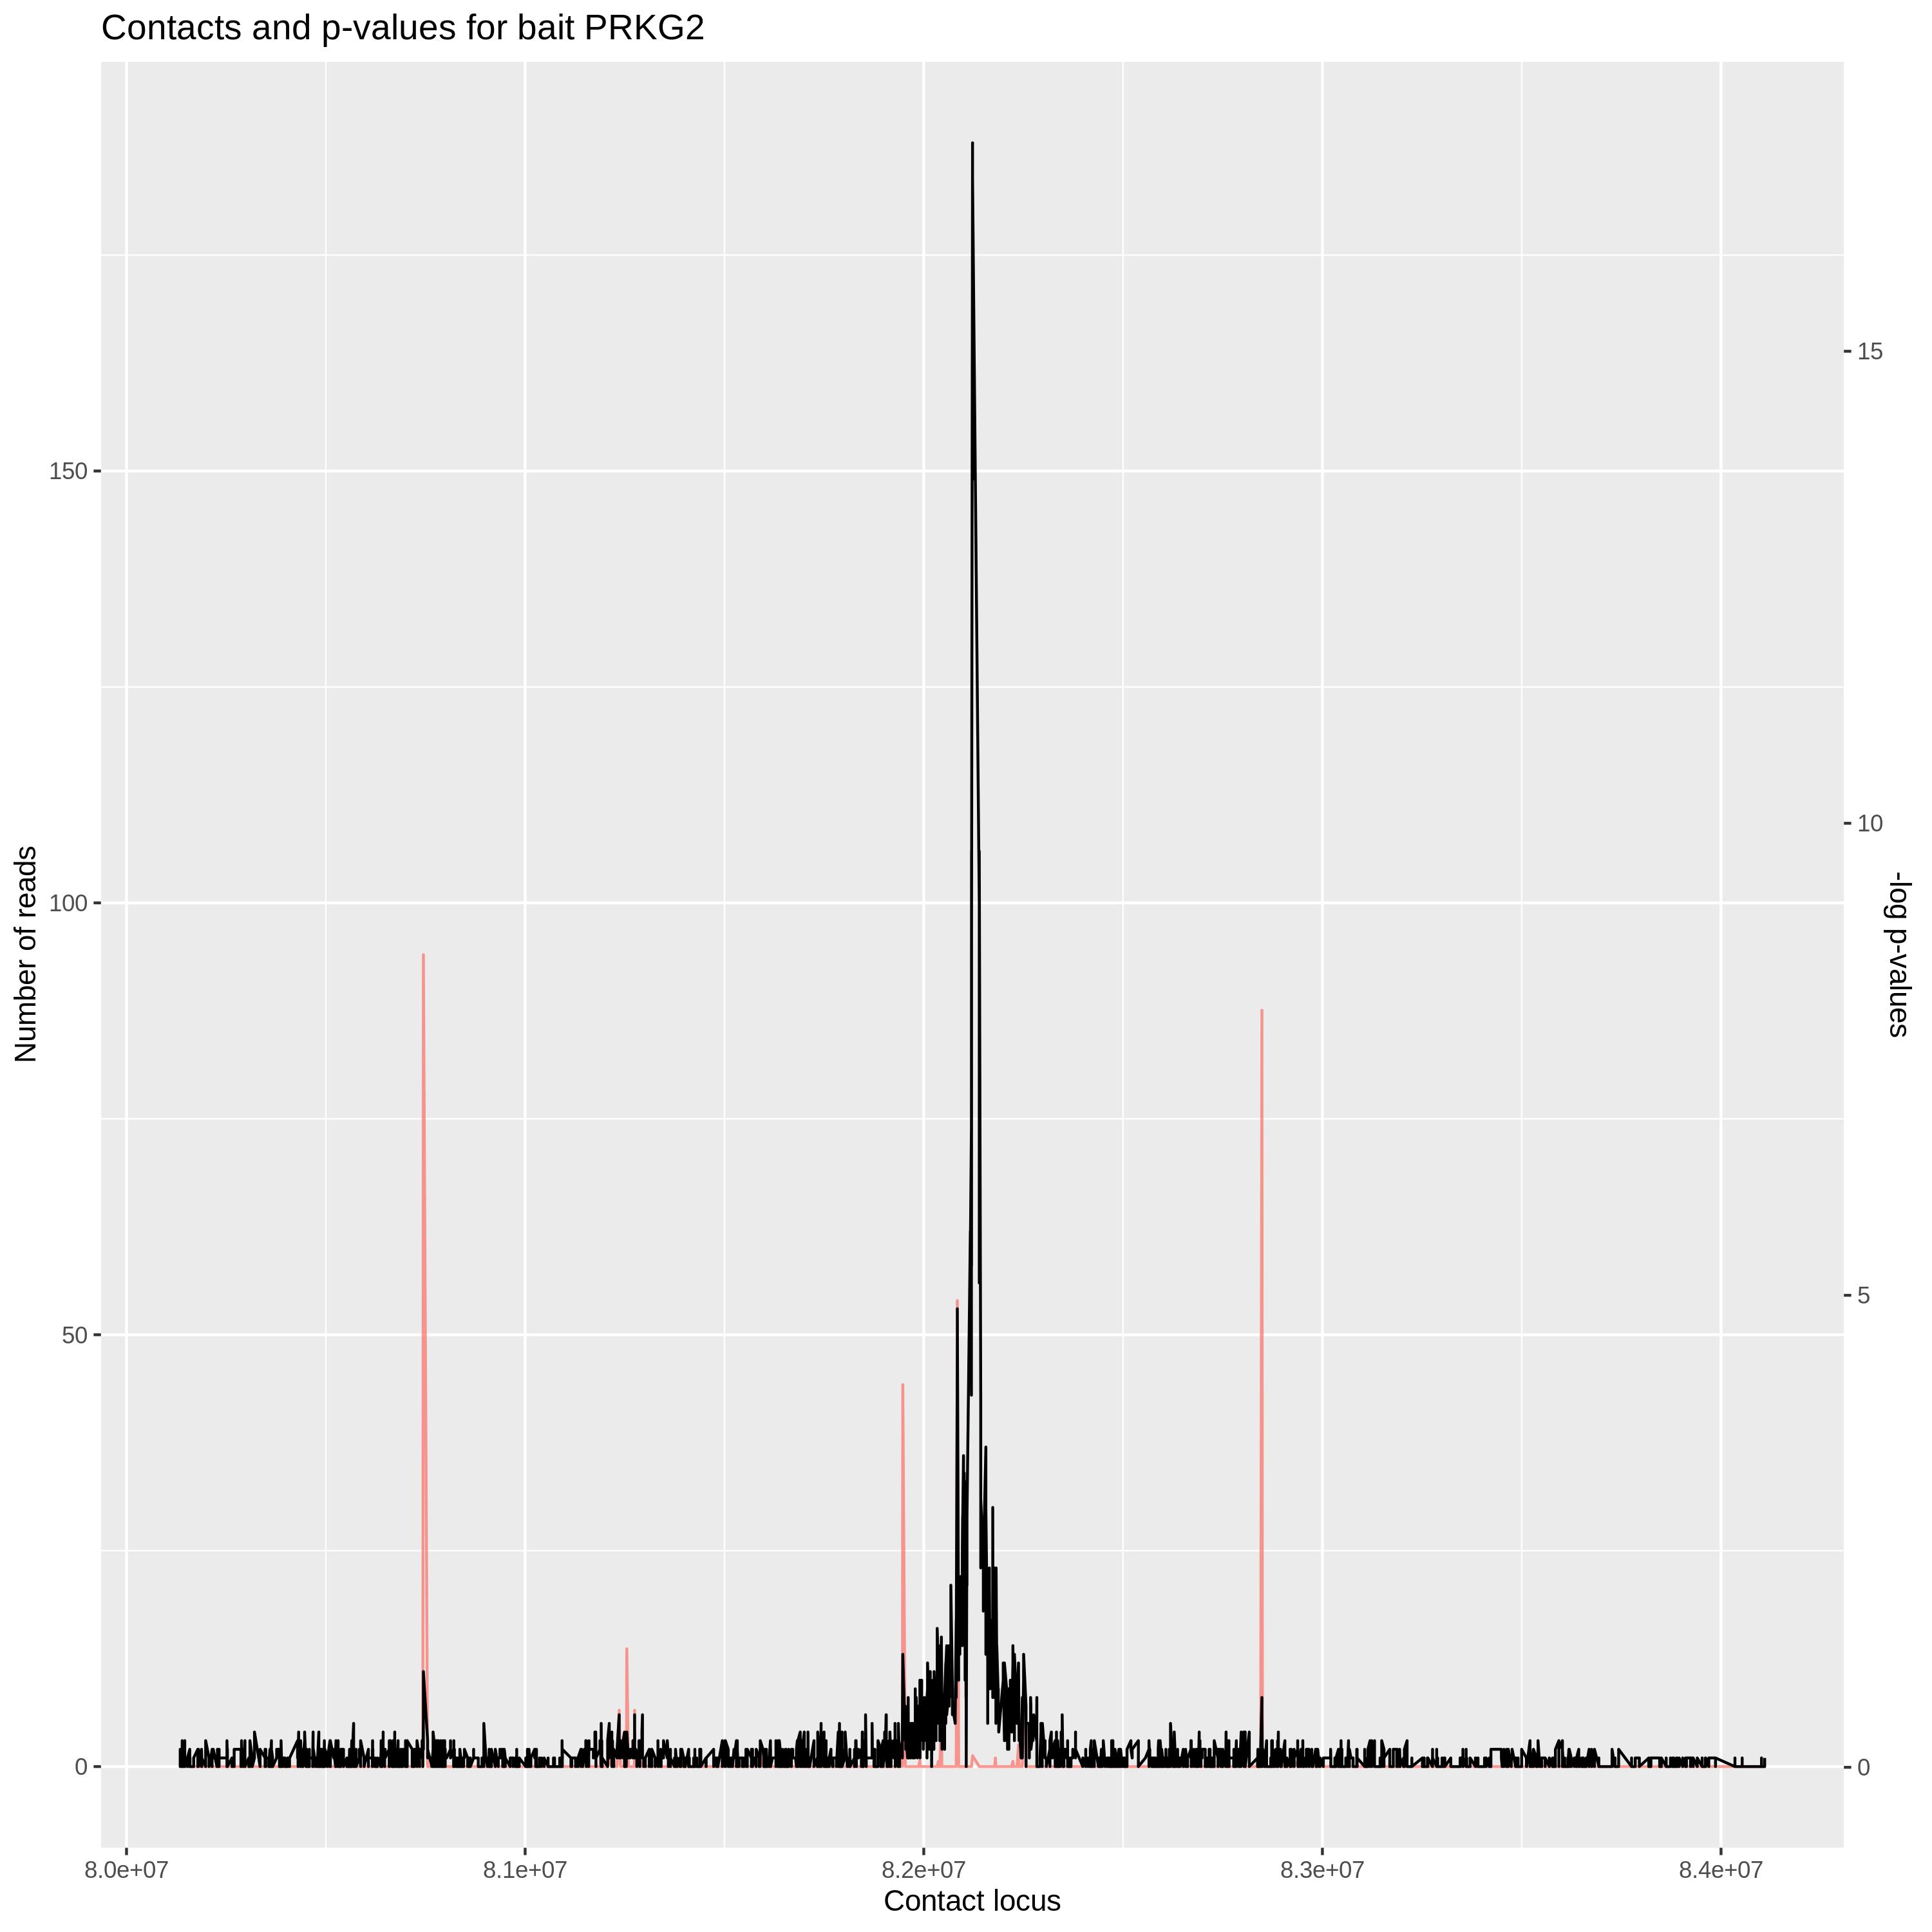 Contacts and p-values for bait PRKG2
Number of reads
150
100
50
0
15
10
5
0
-log p-values
8.0e+07
8.1e+07
8.2e+07
8.3e+07
8.4e+07
Contact locus